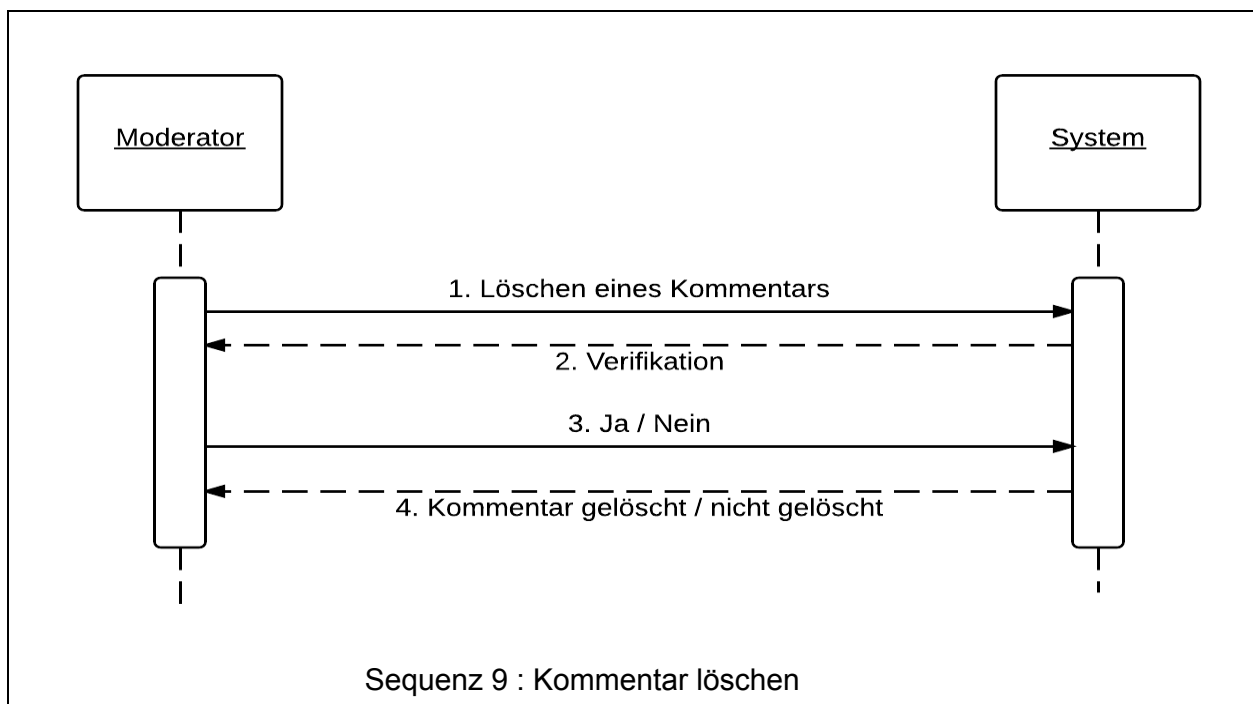 Moderator
System
1. Löschen eines Kommentars
2. Verifikation
3. Ja / Nein
4. Kommentar gelöscht / nicht gelöscht
Sequenz 9 : Kommentar löschen